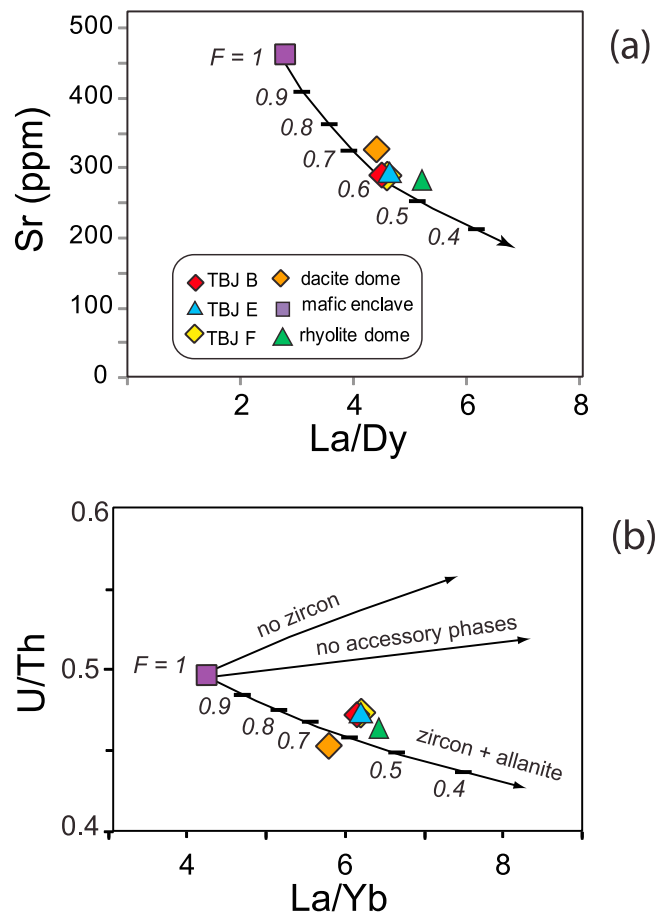 (a)
Sr (ppm)
500
400
300
200
100
0
F = 1
0.9
0.8
0.7
0.6
0.5
0.4
TBJ B
dacite dome
TBJ E
mafic enclave
TBJ F
rhyolite dome
2
4
6
8
La/Dy
(b)
U/Th
0.6
0.5
0.4
no zircon
no accessory phases
F = 1
0.9
0.8
0.7
0.5
0.4
zircon + allanite
4
6
8
La/Yb